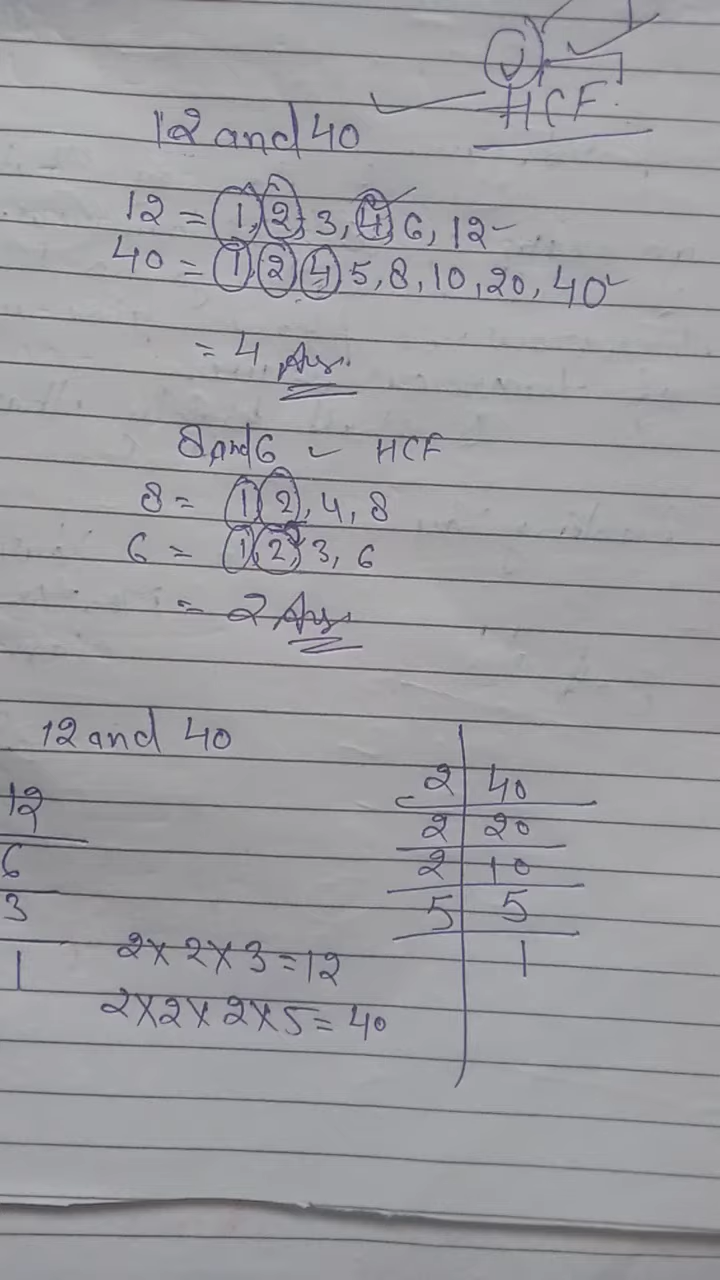 Q
HCF
12 and 40
12 = 1, 2, 3, 4, 6, 12
40 = 1, 2, 4, 5, 8, 10, 20, 40
= 4 Ans.
8 and 6 HCF
8 = 1, 2, 4, 8
6 = 1, 2, 3, 6
= 2 Ans
12 and 40
12
6
3
1
2 40
2 20
2 10
5 5
1
2×2×3=12
2×2×2×5=40